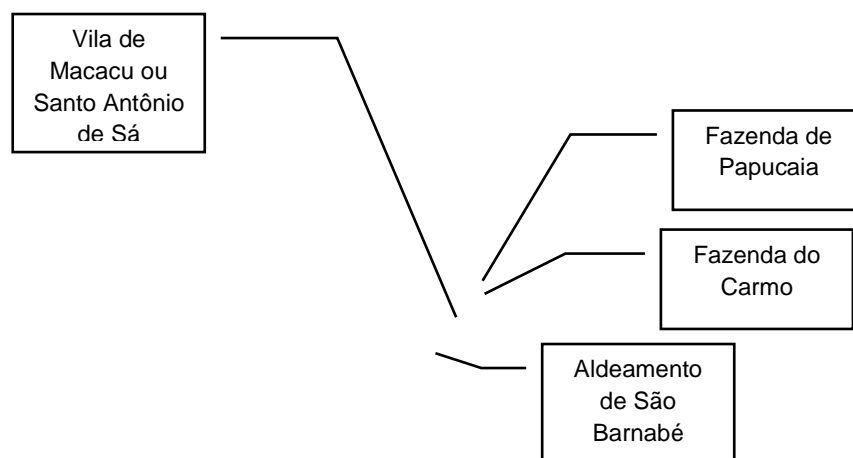 Vila de
Macacu ou
Santo Antônio
de Sá
Fazenda de
Papucaia
Fazenda do
Carmo
Aldeamento
de São
Barnabé